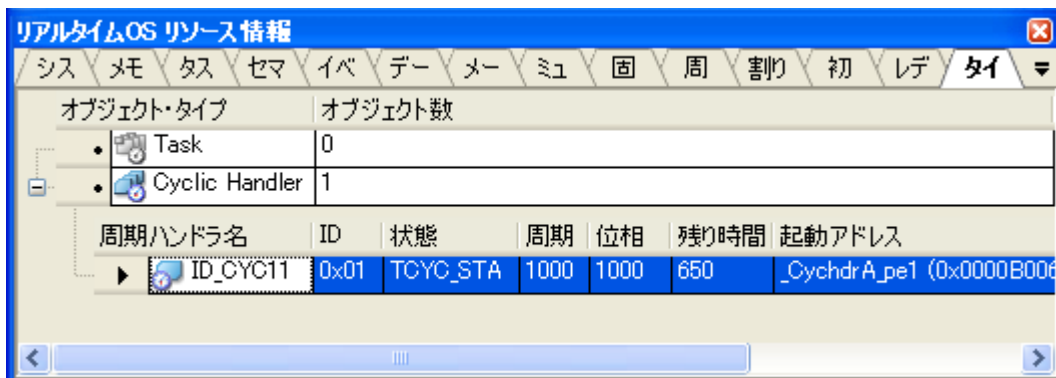 リアルタイムOS リソース情報
シス メモ タス セマ イベ デー メー ミュ 固 周 割り 初 レデ タイ
オブジェクト・タイプ オブジェクト数
Task 0
Cyclic Handler 1
周期ハンドラ名 ID 状態 周期 位相 残り時間 起動アドレス
ID_CYC11 0x01 TCYC_STA 1000 1000 650 _CychdrA_pe1 (0x0000B006